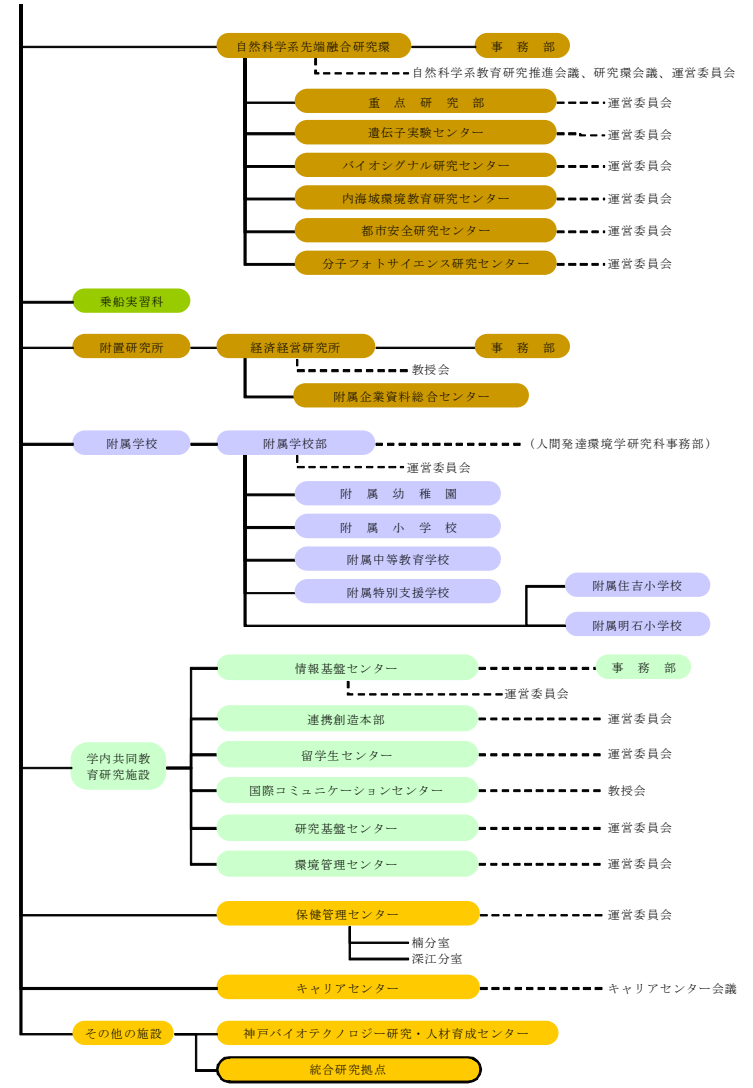 自然科学系先端融合研究環
事 務 部
自然科学系教育研究推進会議、研究環会議、運営委員会
重 点 研 究 部
運営委員会
遺伝子実験センター
運営委員会
バイオシグナル研究センター
運営委員会
内海域環境教育研究センター
運営委員会
都市安全研究センター
運営委員会
分子フォトサイエンス研究センター
運営委員会
乗船実習科
附置研究所
経済経営研究所
事 務 部
教授会
附属企業資料総合センター
附属学校
附属学校部
（人間発達環境学研究科事務部）
運営委員会
附 属 幼 稚 園
附 属 小 学 校
附属中等教育学校
附属特別支援学校
附属住吉小学校
附属明石小学校
情報基盤センター
事 務 部
運営委員会
連携創造本部
運営委員会
学内共同教
育研究施設
留学生センター
運営委員会
国際コミュニケーションセンター
教授会
研究基盤センター
運営委員会
環境管理センター
運営委員会
保健管理センター
運営委員会
楠分室
深江分室
キャリアセンター
キャリアセンター会議
その他の施設
神戸バイオテクノロジー研究・人材育成センター
統合研究拠点